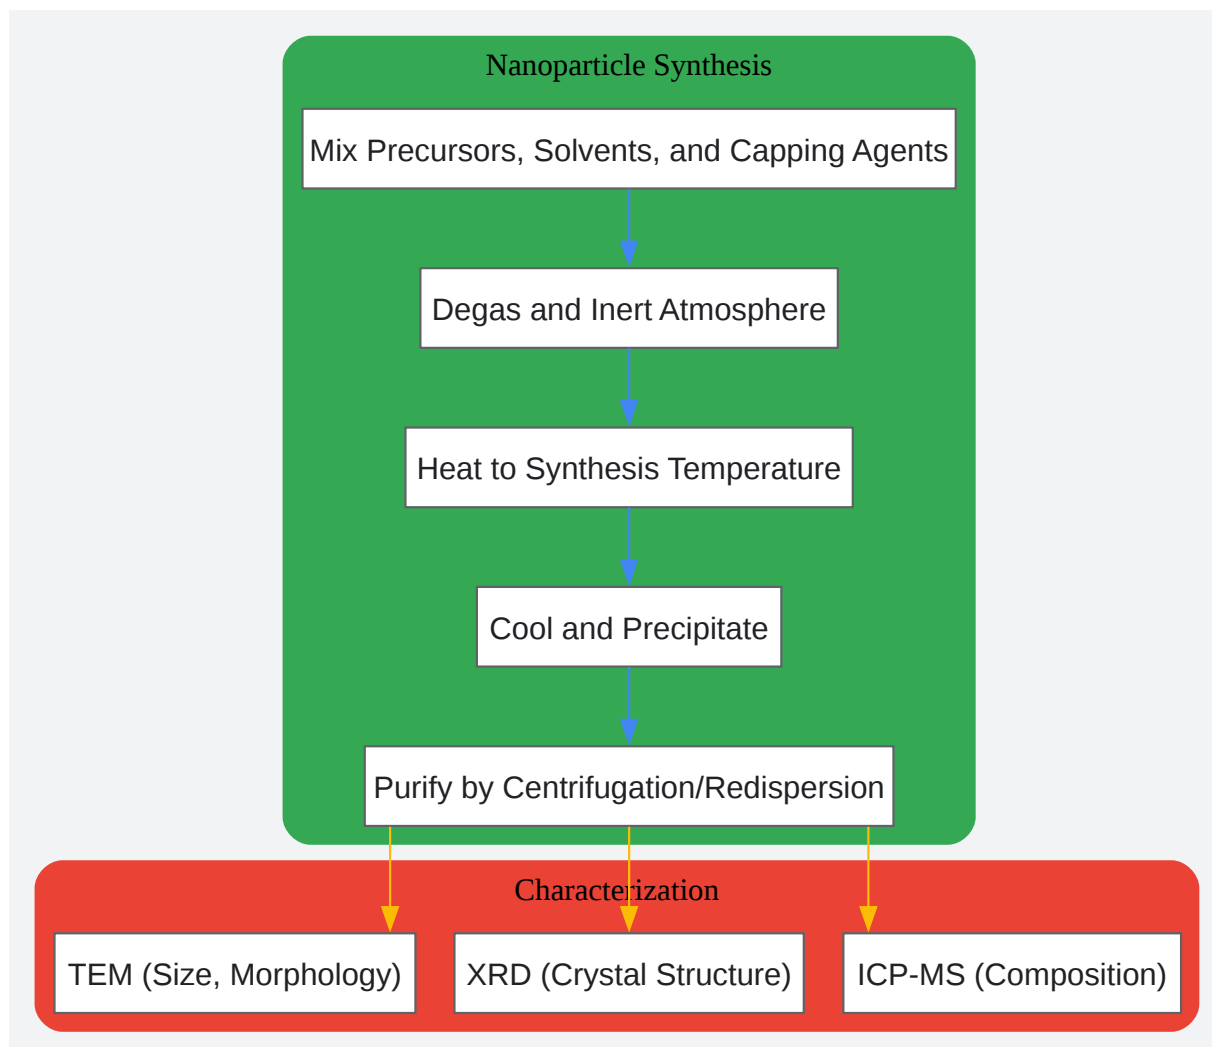 Nanoparticle Synthesis
Mix Precursors, Solvents, and Capping Agents
Degas and Inert Atmosphere
Heat to Synthesis Temperature
Cool and Precipitate
Purify by Centrifugation/Redispersion
Characterization
TEM (Size, Morphology)
XRD (Crystal Structure)
ICP-MS (Composition)